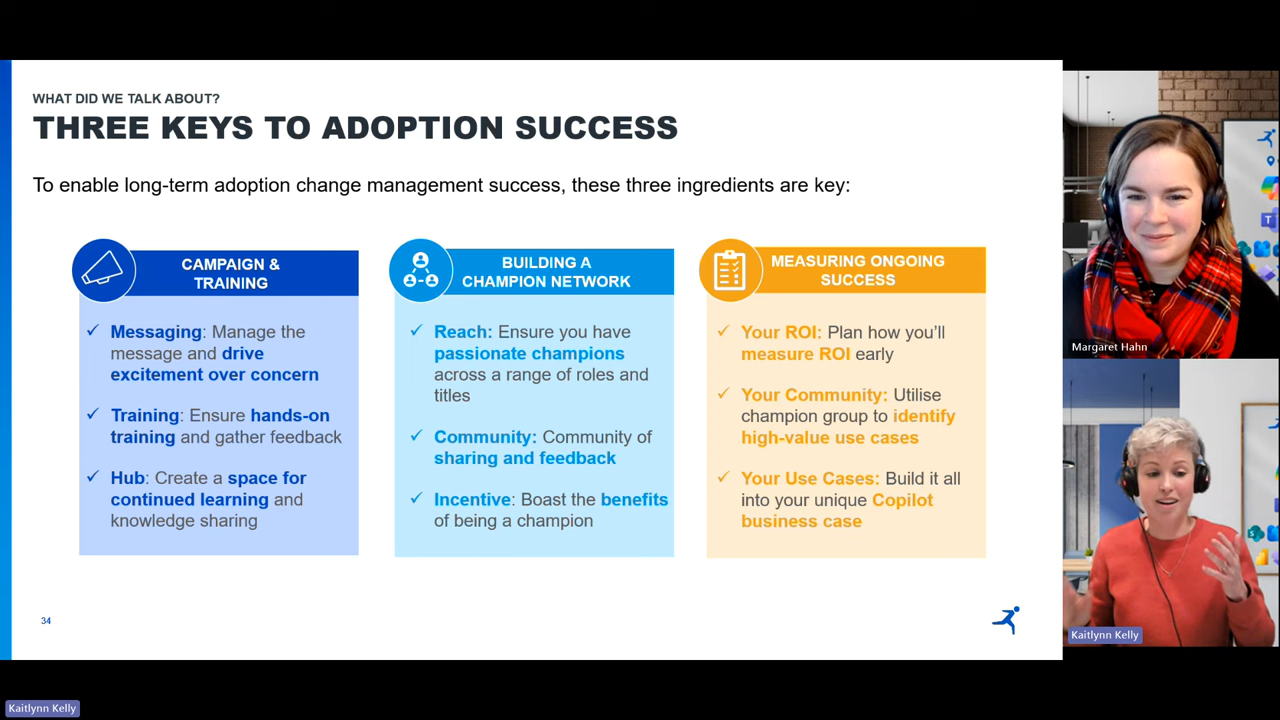 WHAT DID WE TALK ABOUT?
THREE KEYS TO ADOPTION SUCCESS
To enable long-term adoption change management success, these three ingredients are key:
CAMPAIGN &
TRAINING
Messaging: Manage the
message and drive
excitement over concern
Training: Ensure hands-on
training and gather feedback
Hub: Create a space for
continued learning and
knowledge sharing
BUILDING A
CHAMPION NETWORK
Reach: Ensure you have
passionate champions
across a range of roles and
titles
Community: Community of
sharing and feedback
Incentive: Boast the benefits
of being a champion
MEASURING ONGOING
SUCCESS
Your ROI: Plan how you’ll
measure ROI early
Your Community: Utilise
champion group to identify
high-value use cases
Your Use Cases: Build it all
into your unique Copilot
business case
34
Margaret Hahn
Kaitlynn Kelly
Kaitlynn Kelly